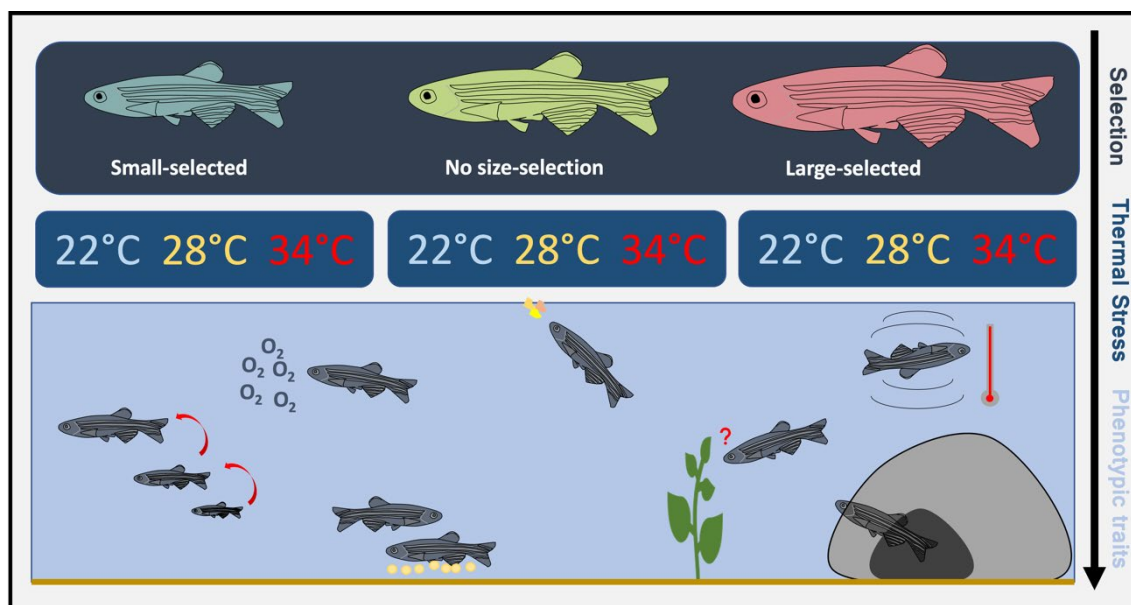 Small-selected
No size-selection
Large-selected
22°C 28°C 34°C
22°C 28°C 34°C
22°C 28°C 34°C
O₂
O₂ O₂
O₂ O₂
?
Selection
Thermal Stress
Phenotypic traits